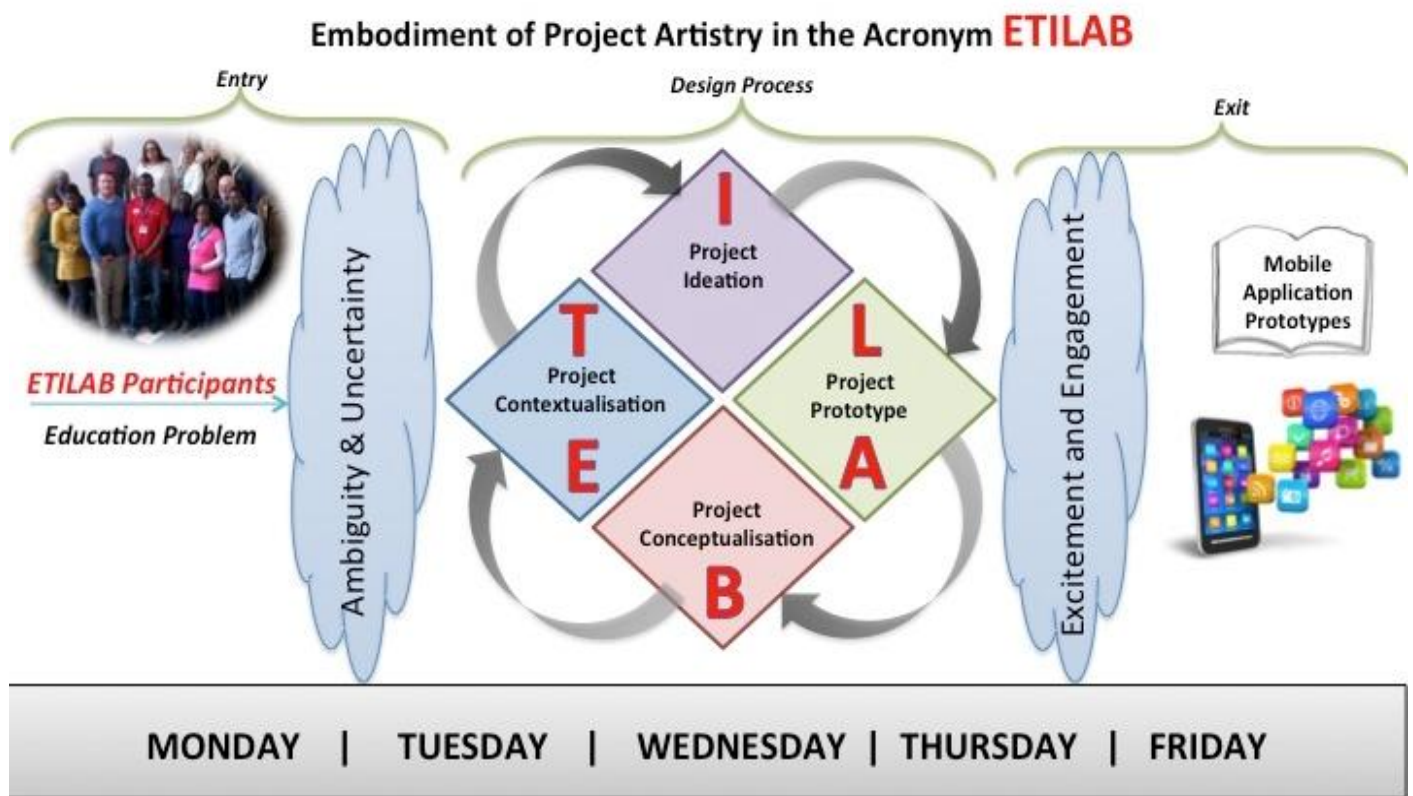 Embodiment of Project Artistry in the Acronym ETILAB
Entry
Design Process
Exit
ETILAB Participants
Education Problem
Ambiguity & Uncertainty
I
Project
Ideation
T
Project
Contextualisation
E
L
Project
Prototype
A
Project
Conceptualisation
B
Excitement and Engagement
Mobile
Application
Prototypes
MONDAY | TUESDAY | WEDNESDAY | THURSDAY | FRIDAY